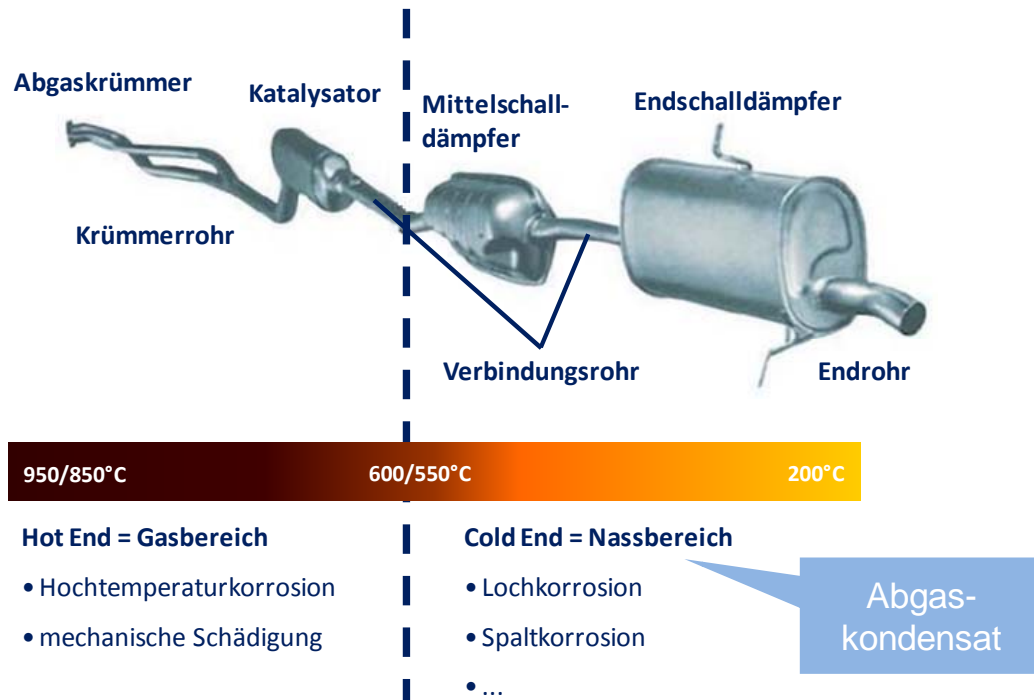 Abgaskrümmer
Katalysator
Mittelschall-
dämpfer
Endschalldämpfer
Krümmerrohr
Verbindungsrohr
Endrohr
950/850°C
600/550°C
200°C
Hot End = Gasbereich
• Hochtemperaturkorrosion
• mechanische Schädigung
Cold End = Nassbereich
• Lochkorrosion
• Spaltkorrosion
• ...
Abgas-
kondensat